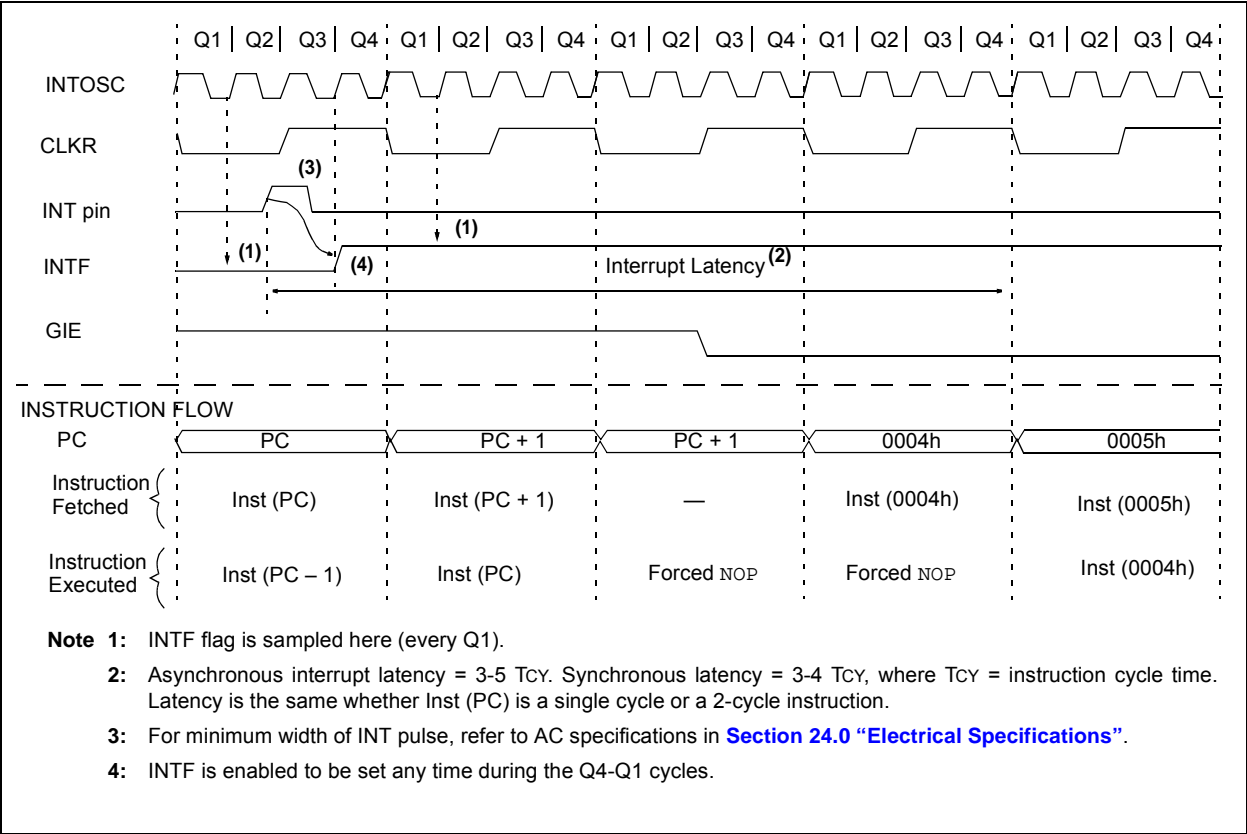 Q1 Q2 Q3 Q4 Q1 Q2 Q3 Q4 Q1 Q2 Q3 Q4 Q1 Q2 Q3 Q4 Q1 Q2 Q3 Q4
INTOSC
CLKR
(3)
INT pin
(1) (1)
INTF (4) Interrupt Latency (2)
GIE
INSTRUCTION FLOW
PC PC PC + 1 PC + 1 0004h 0005h
Instruction
Fetched Inst (PC) Inst (PC + 1) — Inst (0004h) Inst (0005h)
Instruction
Executed Inst (PC – 1) Inst (PC) Forced NOP Forced NOP Inst (0004h)
Note 1: INTF flag is sampled here (every Q1).
2: Asynchronous interrupt latency = 3-5 TCY. Synchronous latency = 3-4 TCY, where TCY = instruction cycle time.
Latency is the same whether Inst (PC) is a single cycle or a 2-cycle instruction.
3: For minimum width of INT pulse, refer to AC specifications in Section 24.0 “Electrical Specifications”.
4: INTF is enabled to be set any time during the Q4-Q1 cycles.